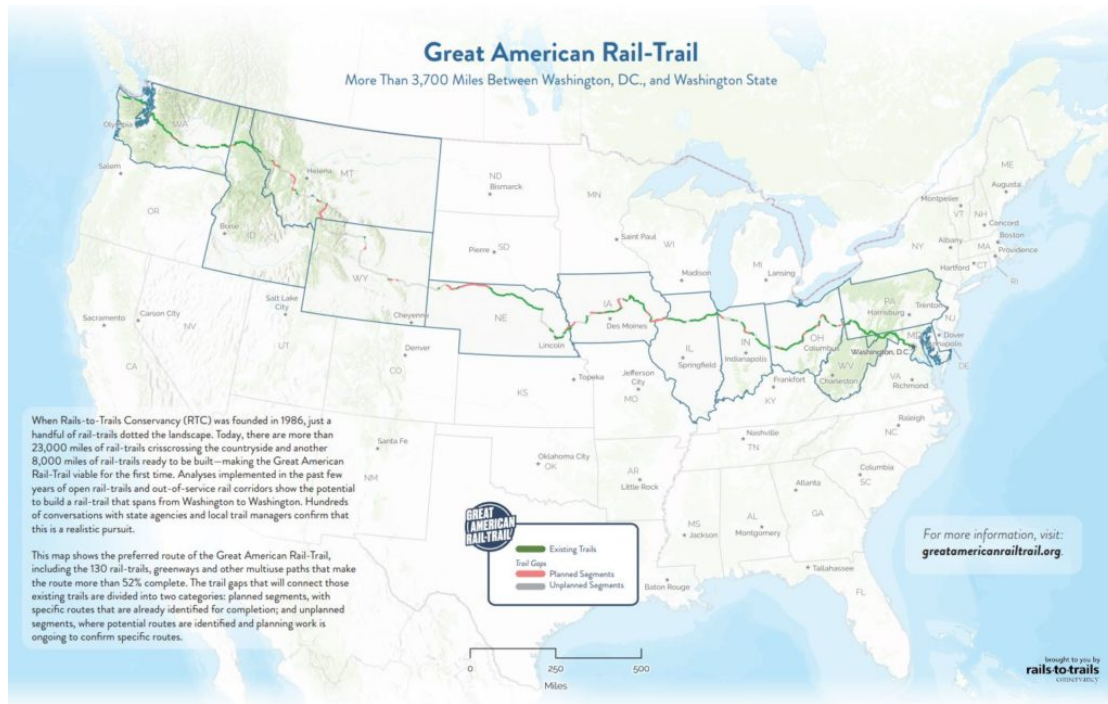 Great American Rail-Trail
More Than 3,700 Miles Between Washington, DC., and Washington State
Olympia
WA
Salem
OR
Boise
ID
Helena
MT
ND
Bismarck
MN
Saint Paul
WI
Pierre
SD
Madison
MI
Lansing
ME
Augusta
Montpelier
VT
NH
Concord
Boston
NY
Albany
MA
Providence
Hartford
CT
RI
WY
Cheyenne
Salt Lake
City
Sacramento
Carson City
NV
CA
UT
Denver
CO
NE
Lincoln
IA
Des Moines
IL
Springfield
IN
Indianapolis
OH
Columbus
PA
Harrisburg
Trenton
NJ
MD
Dover
Annapolis
DE
Washington, D.C.
WV
Charleston
VA
Richmond
KS
Topeka
Jefferson
City
MO
Frankfort
KY
Nashville
TN
Raleigh
NC
Columbia
SC
Santa Fe
NM
Oklahoma City
OK
AR
Little Rock
Atlanta
GA
MS
Jackson
AL
Montgomery
Tallahassee
FL
Baton Rouge
When Rails-to-Trails Conservancy (RTC) was founded in 1986, just a
handful of rail-trails dotted the landscape. Today, there are more than
23,000 miles of rail-trails crisscrossing the countryside and another
8,000 miles of rail-trails ready to be built—making the Great American
Rail-Trail viable for the first time. Analyses implemented in the past few
years of open rail-trails and out-of-service rail corridors show the potential
to build a rail-trail that spans from Washington to Washington. Hundreds
of conversations with state agencies and local trail managers confirm that
this is a realistic pursuit.
This map shows the preferred route of the Great American Rail-Trail,
including the 130 rail-trails, greenways and other multiuse paths that make
the route more than 52% complete. The trail gaps that will connect those
existing trails are divided into two categories: planned segments, with
specific routes that are already identified for completion; and unplanned
segments, where potential routes are identified and planning work is
ongoing to confirm specific routes.
GREAT
AMERICAN
RAIL-TRAIL
Existing Trails
Trail Gaps
Planned Segments
Unplanned Segments
For more information, visit:
greatamericanrailtrail.org.
0
250
500
Miles
brought to you by
rails-to-trails
conservancy